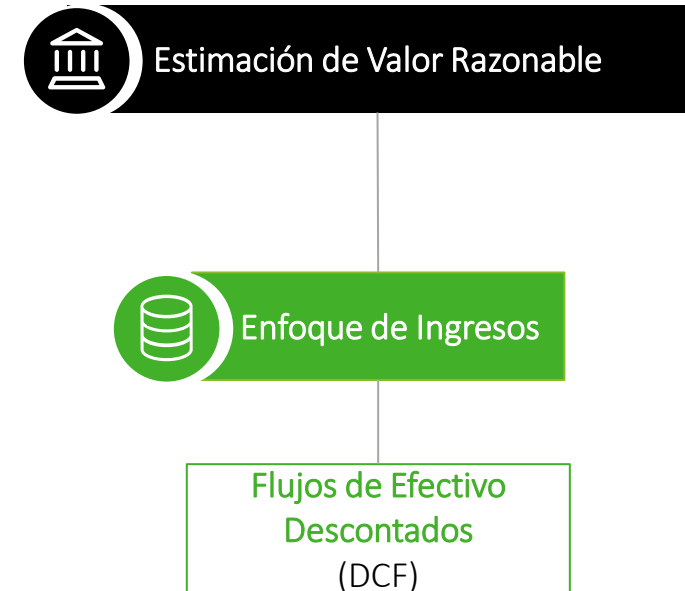 Estimación de Valor Razonable
Enfoque de Ingresos
Flujos de Efectivo
Descontados
(DCF)